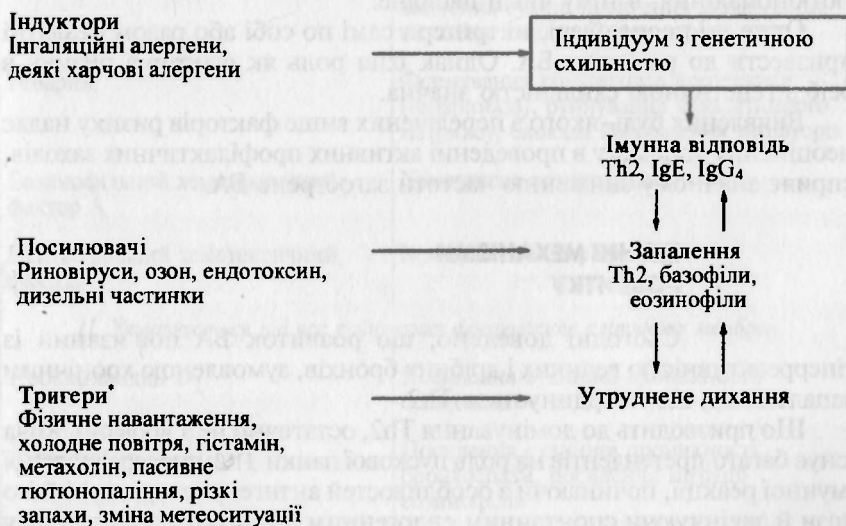 Індуктори
Інгаляційні алергени,
деякі харчові алергени
Індивідуум з генетичною
схильністю
Імунна відповідь
Th2, IgE, IgG4
Посилювачі
Риновіруси, озон, ендотоксин,
дизельні частинки
Запалення
Th2, базофіли,
еозинофіли
Тригери*
Фізичне навантаження,
холодне повітря, гістамін,
метахолін, пасивне
тютюнопаління, різкі
запахи, зміна метеоситуації
Утруднене дихання